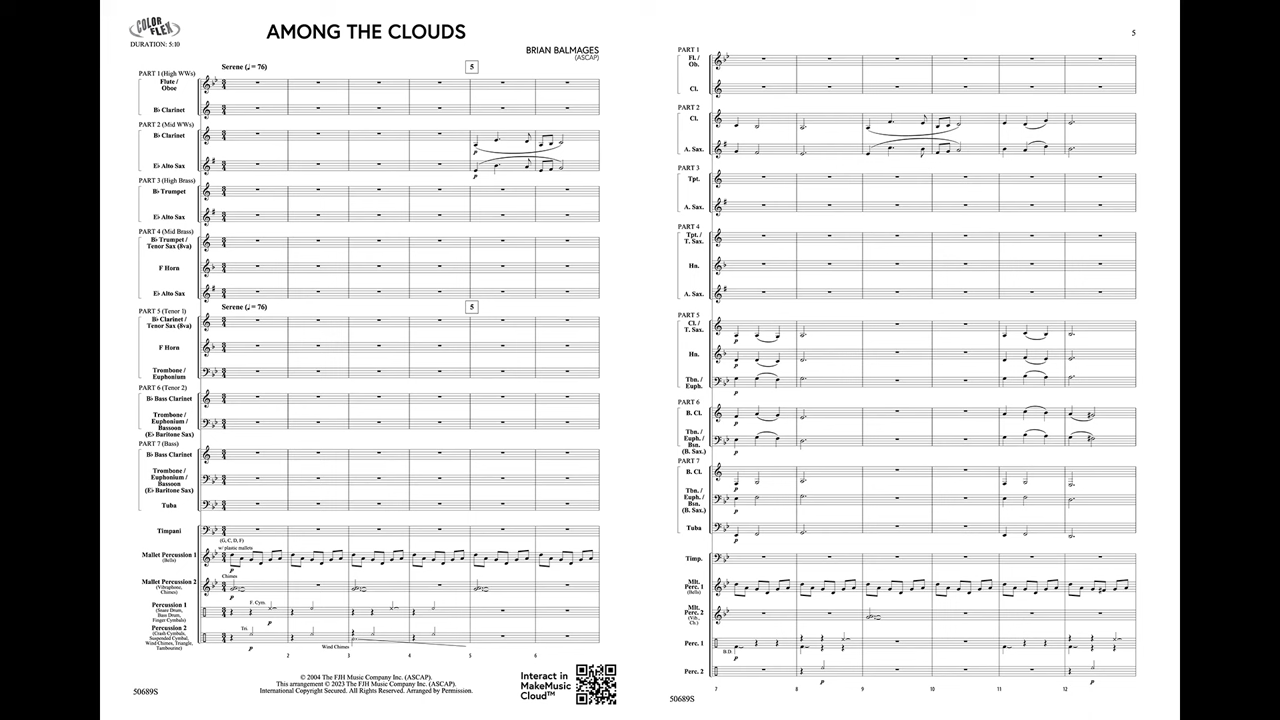 COLOR FLEX
DURATION: 5:10
AMONG THE CLOUDS
BRIAN BALMAGES
(ASCAP)
Serene (♩ = 76)
5
PART 1 (High WWs)
Flute /
Oboe
B♭ Clarinet
PART 2 (Mid WWs)
B♭ Clarinet
p
E♭ Alto Sax
p
PART 3 (High Brass)
B♭ Trumpet
E♭ Alto Sax
PART 4 (Mid Brass)
B♭ Trumpet /
Tenor Sax (8va)
F Horn
E♭ Alto Sax
Serene (♩ = 76)
5
PART 5 (Tenor 1)
B♭ Clarinet /
Tenor Sax (8va)
F Horn
Trombone /
Euphonium
PART 6 (Tenor 2)
B♭ Bass Clarinet
Trombone /
Euphonium /
Bassoon
(E♭ Baritone Sax)
PART 7 (Bass)
B♭ Bass Clarinet
Trombone /
Euphonium /
Bassoon
(E♭ Baritone Sax)
Tuba
Timpani
(G, C, D, F)
w/ plastic mallets
Mallet Percussion 1
(Bells)
p
Chimes
Mallet Percussion 2
(Vibraphone,
Chimes)
p
Percussion 1
(Snare Drum,
Bass Drum,
Finger Cymbals)
F. Cym.
p
Percussion 2
(Crash Cymbals,
Suspended Cymbal,
Wind Chimes, Triangle,
Tambourine)
Tri.
p
Wind Chimes
2 3 4 5 6
© 2004 The FJH Music Company Inc. (ASCAP).
This arrangement © 2023 The FJH Music Company Inc. (ASCAP).
International Copyright Secured. All Rights Reserved. Arranged by Permission.
Interact in
MakeMusic
Cloud™
50689S
5
PART 1
Fl. /
Ob.
Cl.
PART 2
Cl.
A. Sax.
PART 3
Tpt.
A. Sax.
PART 4
Tpt. /
T. Sax.
Hn.
A. Sax.
PART 5
Cl. /
T. Sax.
p
Hn.
p
Tbn. /
Euph.
p
PART 6
B. Cl.
p
Tbn. /
Euph. /
Bsn.
(B. Sax.)
p
PART 7
B. Cl.
p
Tbn. /
Euph. /
Bsn.
(B. Sax.)
p
Tuba
p
Timp.
Mlt.
Perc. 1
(Bells)
Mlt.
Perc. 2
(Vib.,
Ch.)
Perc. 1
B.D.
p
Perc. 2
p
p
7 8 9 10 11 12
50689S